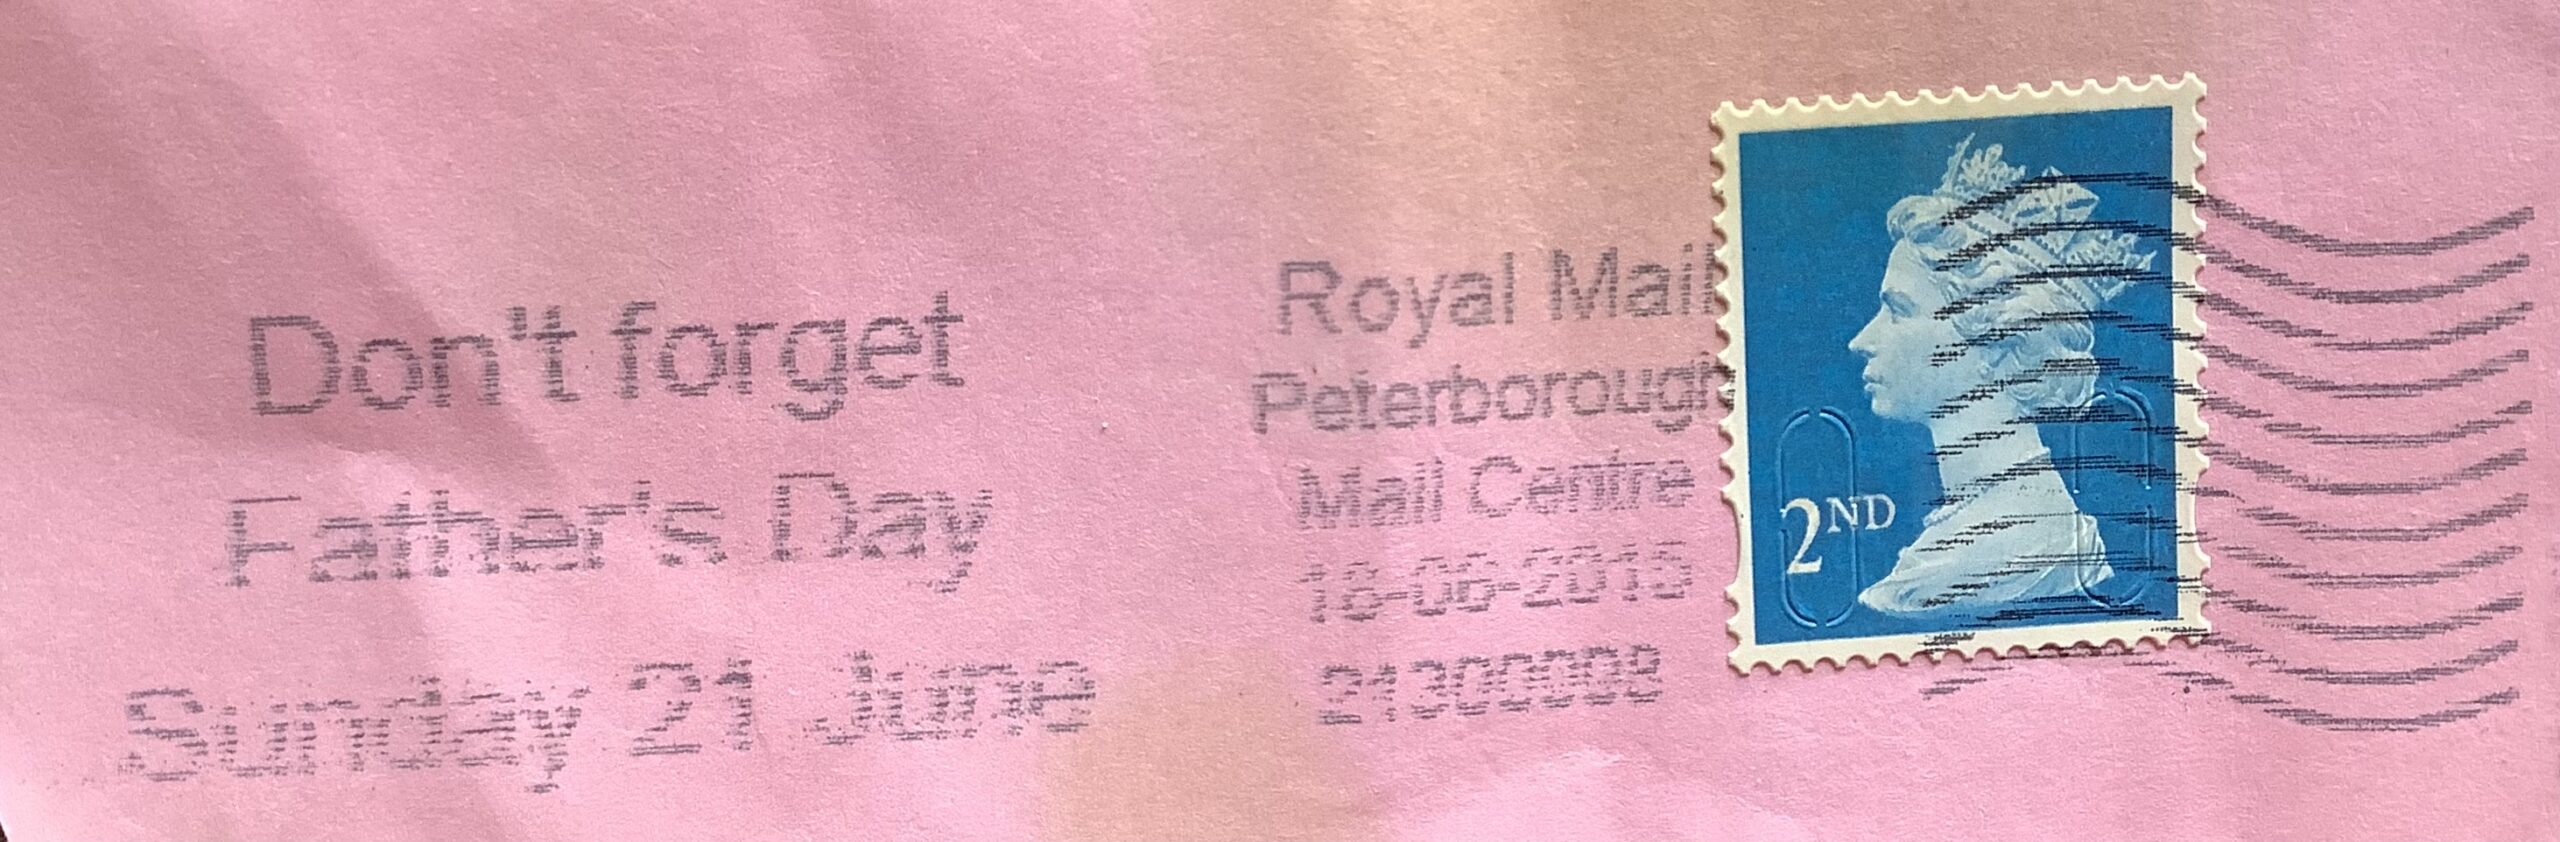 Don't forget
Father's Day
Sunday 21 June
Royal Mail
Peterborough
Mail Centre
2ND